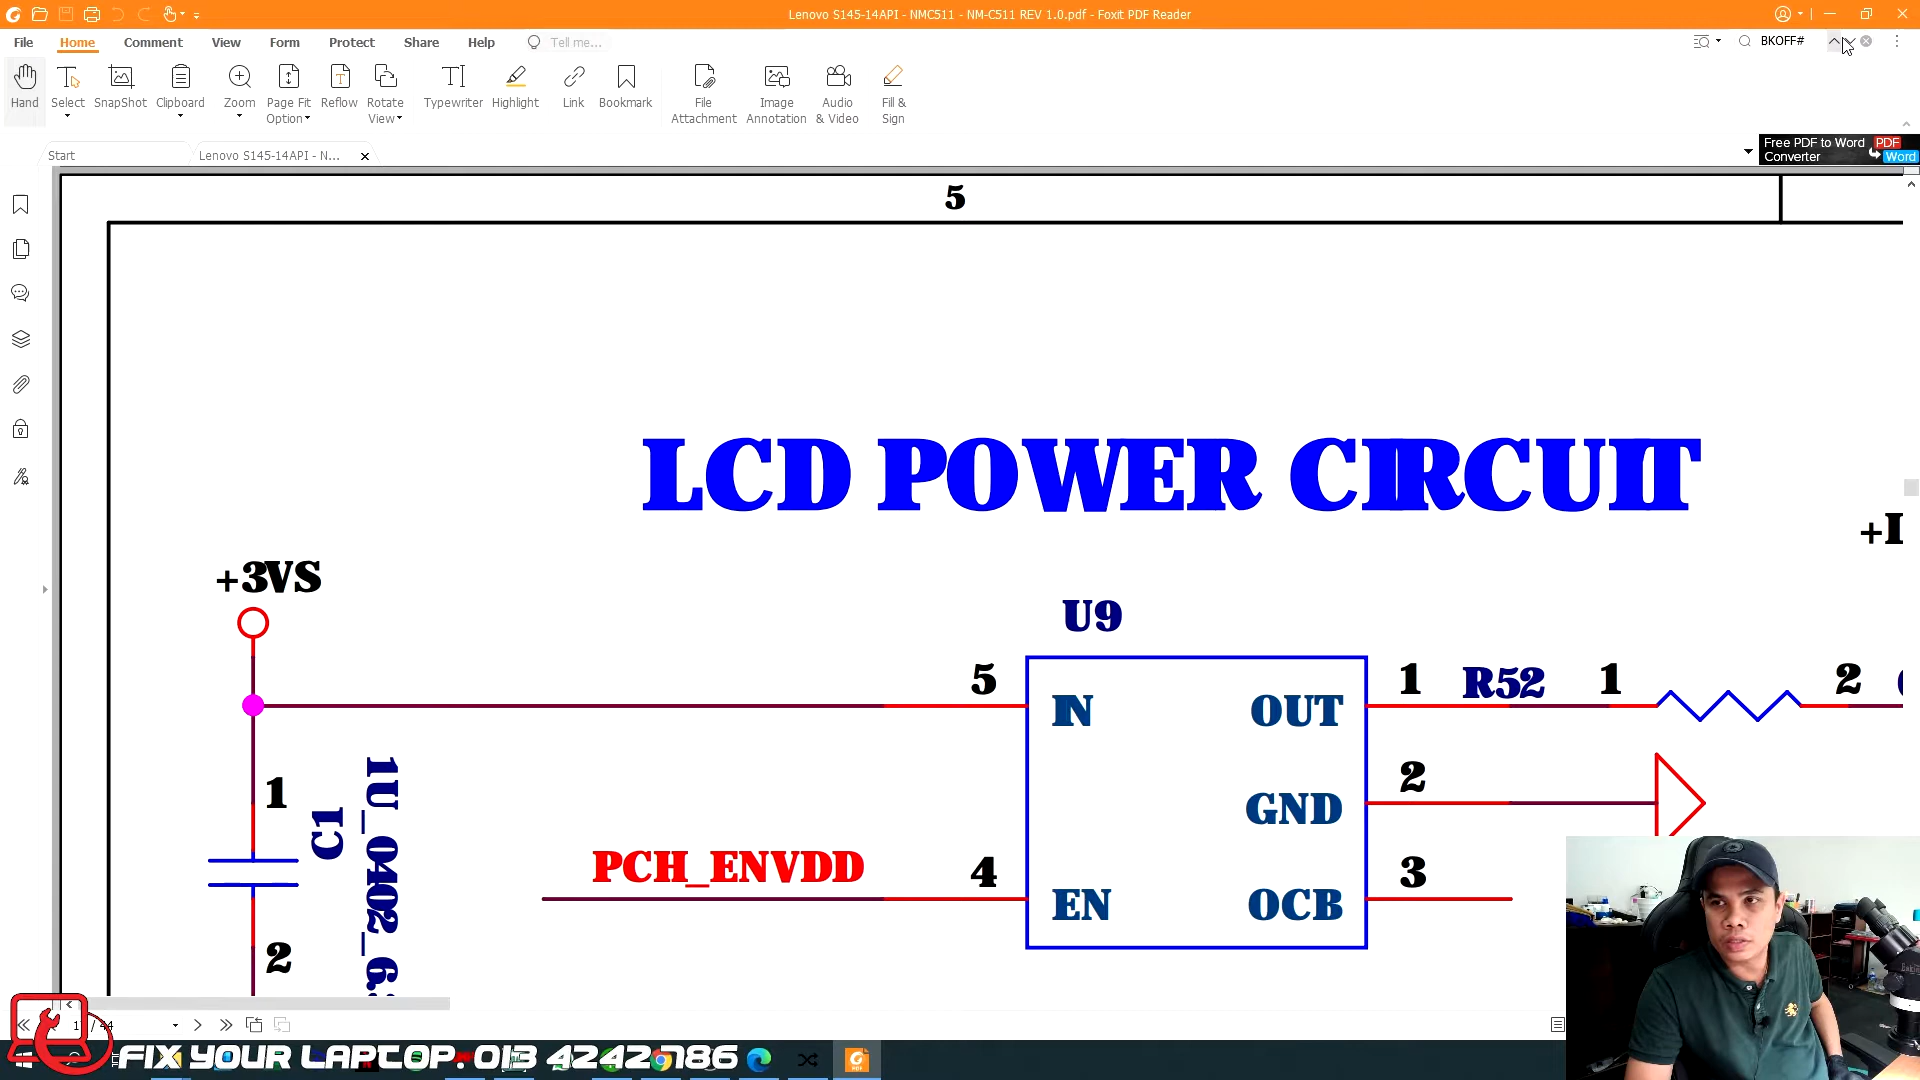 Lenovo S145-14API - NMC511 - NM-C511 REV 1.0.pdf - Foxit PDF Reader
File Home Comment View Form Protect Share Help Tell me... BKOFF#
Hand Select SnapShot Clipboard Zoom Page Fit Option Reflow Rotate View Typewriter Highlight Link Bookmark File Attachment Image Annotation Audio & Video Fill & Sign
Start
Lenovo S145-14API - N...
Free PDF to Word PDF
Converter Word
5
LCD POWER CIRCUIT
+3VS
U9
5 IN OUT 1 R52 1 2
1
C1
1U_0402_6.
2
GND 2
PCH_ENVDD 4 EN OCB 3
/ 44
FIX YOUR LAPTOP. 013 4242786